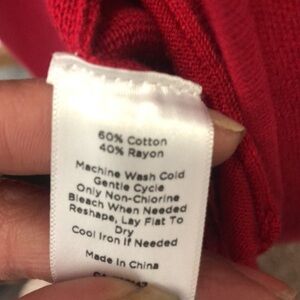 60% Cotton
40% Rayon
Machine Wash Cold
Gentle Cycle
Only Non-Chlorine
Bleach When Needed
Reshape, Lay Flat To
Dry
Cool Iron If Needed
Made In China